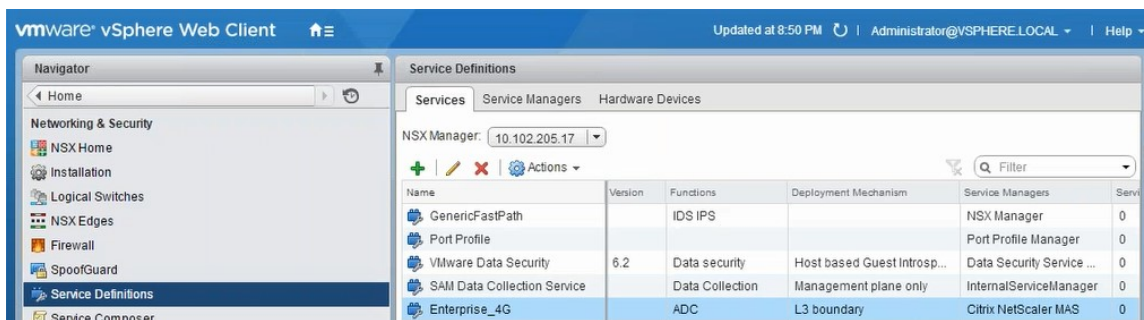 vmware® vSphere Web Client Updated at 8:50 PM Administrator@VSPHERE.LOCAL Help
Navigator
Home
Networking & Security
NSX Home
Installation
Logical Switches
NSX Edges
Firewall
SpoofGuard
Service Definitions
Service Composer
Service Definitions
Services Service Managers Hardware Devices
NSX Manager: 10.102.205.17
Actions Filter
Name Version Functions Deployment Mechanism Service Managers Servi
GenericFastPath IDS IPS NSX Manager 0
Port Profile Port Profile Manager 0
VMware Data Security 6.2 Data security Host based Guest Introsp... Data Security Service ... 0
SAM Data Collection Service Data Collection Management plane only InternalServiceManager 0
Enterprise_4G ADC L3 boundary Citrix NetScaler MAS 0